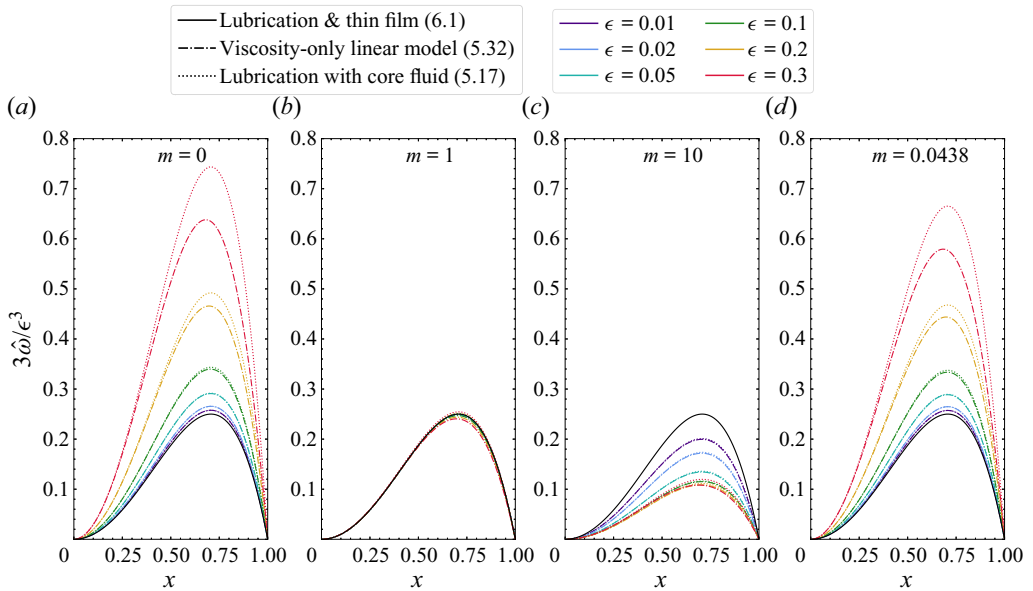 Lubrication & thin film (6.1)
Viscosity-only linear model (5.32)
Lubrication with core fluid (5.17)
ϵ = 0.01
ϵ = 0.1
ϵ = 0.02
ϵ = 0.2
ϵ = 0.05
ϵ = 0.3
(a)
(b)
(c)
(d)
m = 0
m = 1
m = 10
m = 0.0438
3ω̂/ϵ³
0.8
0.7
0.6
0.5
0.4
0.3
0.2
0.1
0 0.25 0.50 0.75 1.00
x
0.8
0.7
0.6
0.5
0.4
0.3
0.2
0.1
0 0.25 0.50 0.75 1.00
x
0.8
0.7
0.6
0.5
0.4
0.3
0.2
0.1
0 0.25 0.50 0.75 1.00
x
0.8
0.7
0.6
0.5
0.4
0.3
0.2
0.1
0 0.25 0.50 0.75 1.00
x